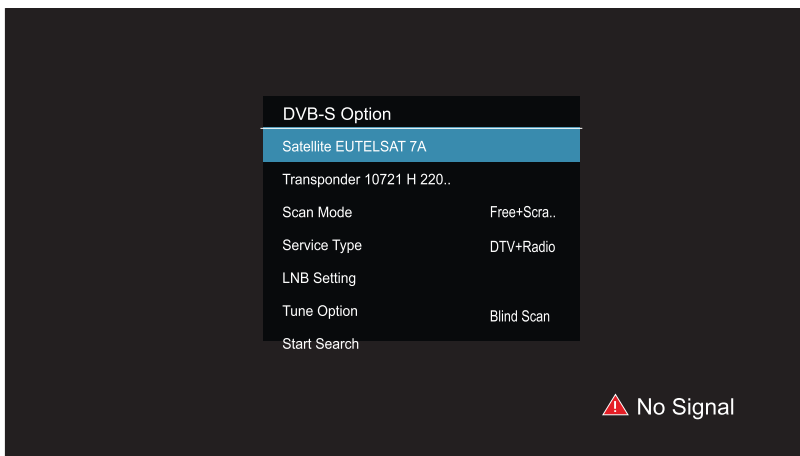 DVB-S Option
Satellite EUTELSAT 7A
Transponder 10721 H 220..
Scan Mode Free+Scra..
Service Type DTV+Radio
LNB Setting
Tune Option Blind Scan
Start Search
No Signal